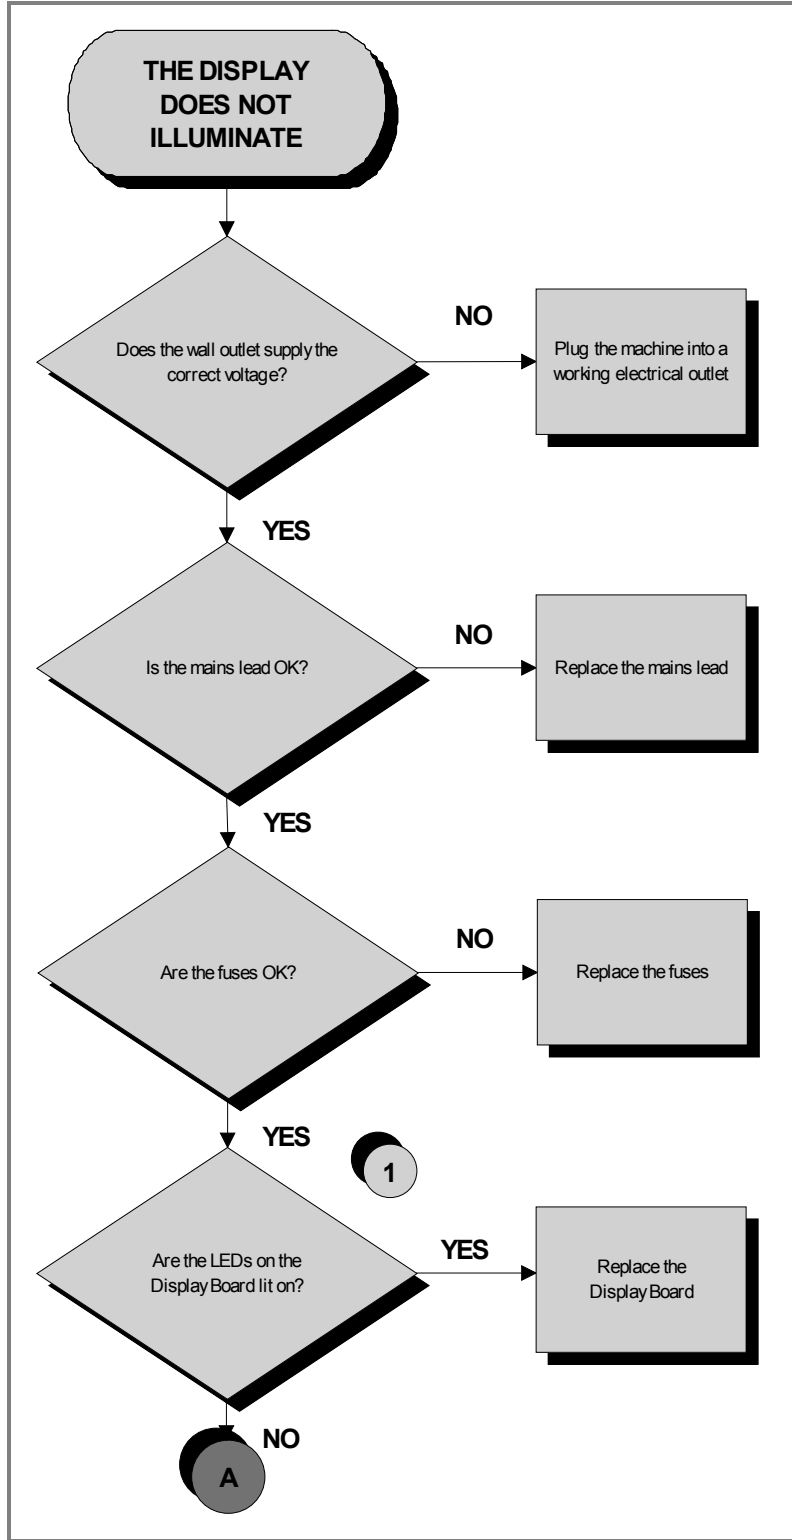 THE DISPLAY
DOES NOT
ILLUMINATE
NO
Does the wall outlet supply the
correct voltage?
Plug the machine into a
working electrical outlet
YES
NO
Is the mains lead OK?
Replace the mains lead
YES
NO
Are the fuses OK?
Replace the fuses
YES
1
YES
Are the LEDs on the
Display Board lit on?
Replace the
Display Board
NO
A